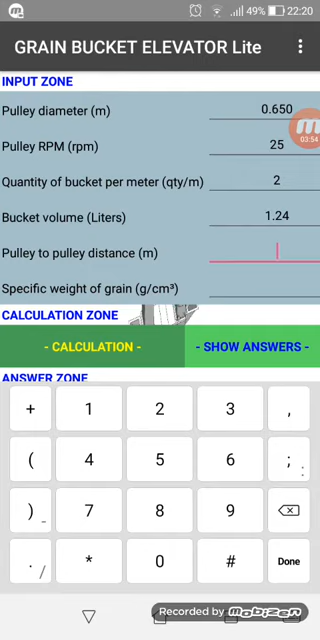 22:20
49%
GRAIN BUCKET ELEVATOR Lite
INPUT ZONE
Pulley diameter (m) 0.650
03:54
Pulley RPM (rpm) 25
Quantity of bucket per meter (qty/m) 2
Bucket volume (Liters) 1.24
Pulley to pulley distance (m)
Specific weight of grain (g/cm³)
CALCULATION ZONE
- CALCULATION - - SHOW ANSWERS -
ANSWER ZONE
+ 1 2 3 ,
( 4 5 6 ; :
) - 7 8 9
. / * 0 # Done
Recorded by mobizen